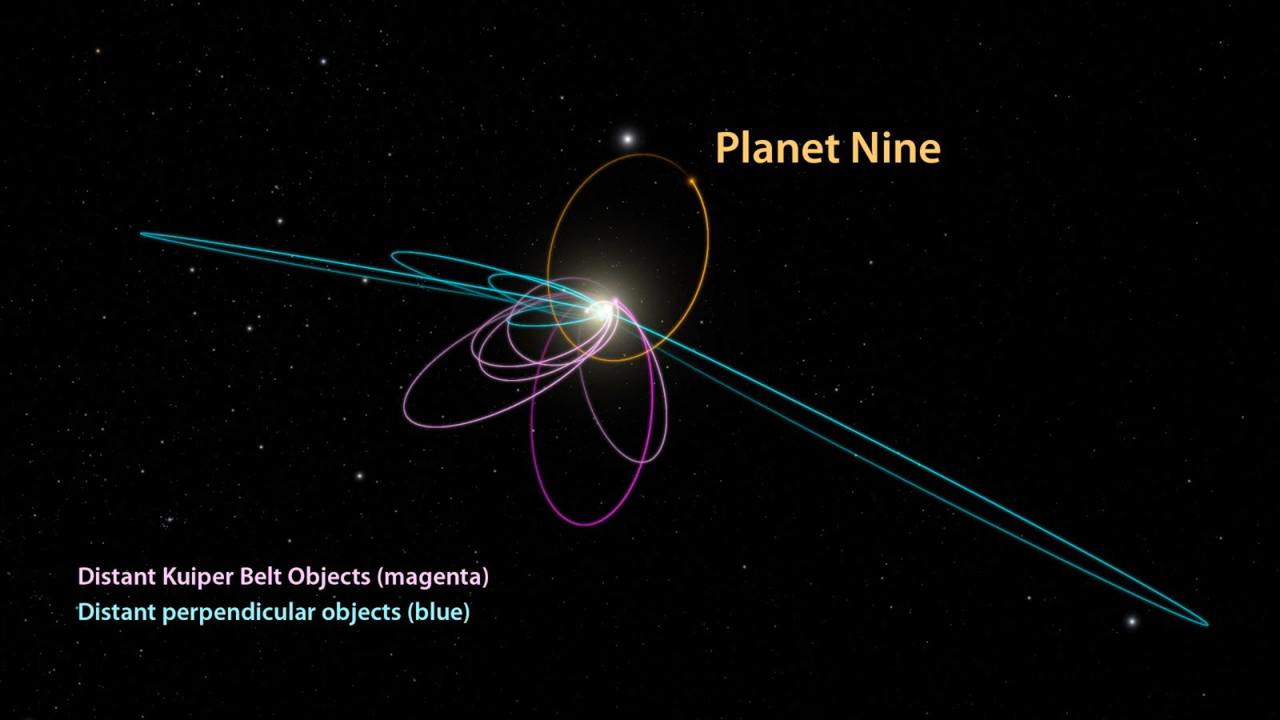 Planet Nine
Distant Kuiper Belt Objects (magenta)
Distant perpendicular objects (blue)